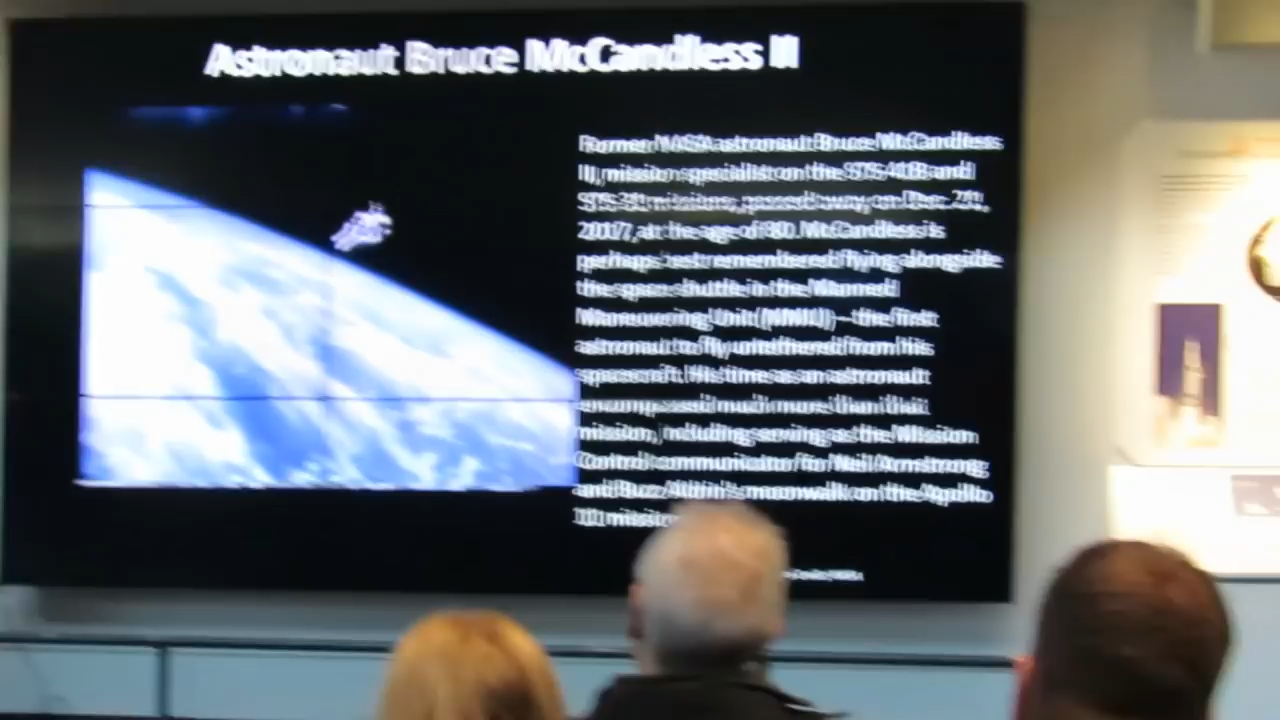 Astronaut Bruce McCandless II
Former NASA astronaut Bruce McCandless
II, mission specialist on the STS-41B and
STS-31 missions, passed away on Dec. 21,
2017, at the age of 80. McCandless is
perhaps best remembered flying alongside
the space shuttle in the Manned
Maneuvering Unit (MMU) – the first
astronaut to fly untethered from his
spacecraft. His time as an astronaut
encompassed much more than that
mission, including serving as the Mission
Control communicator for Neil Armstrong
and Buzz Aldrin's moonwalk on the Apollo
11 mission